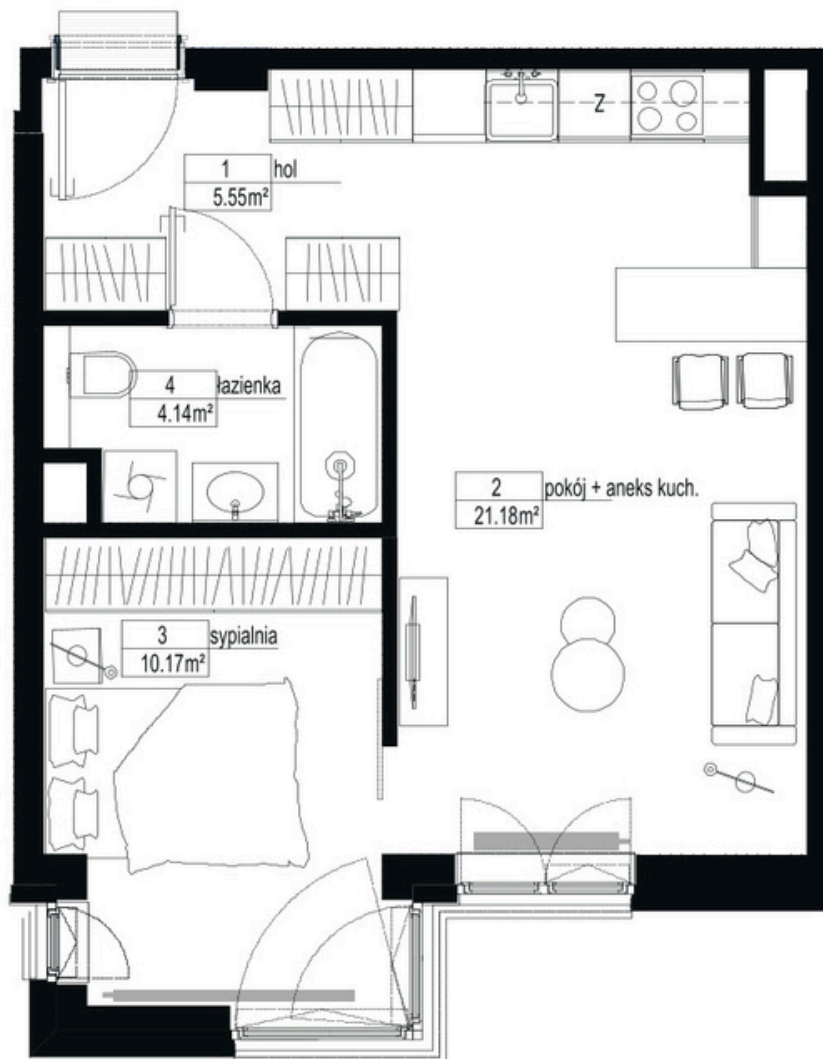 Z
1 hol
5.55m²
4 łazienka
4.14m²
2 pokój + aneks kuch.
21.18m²
3 sypialnia
10.17m²